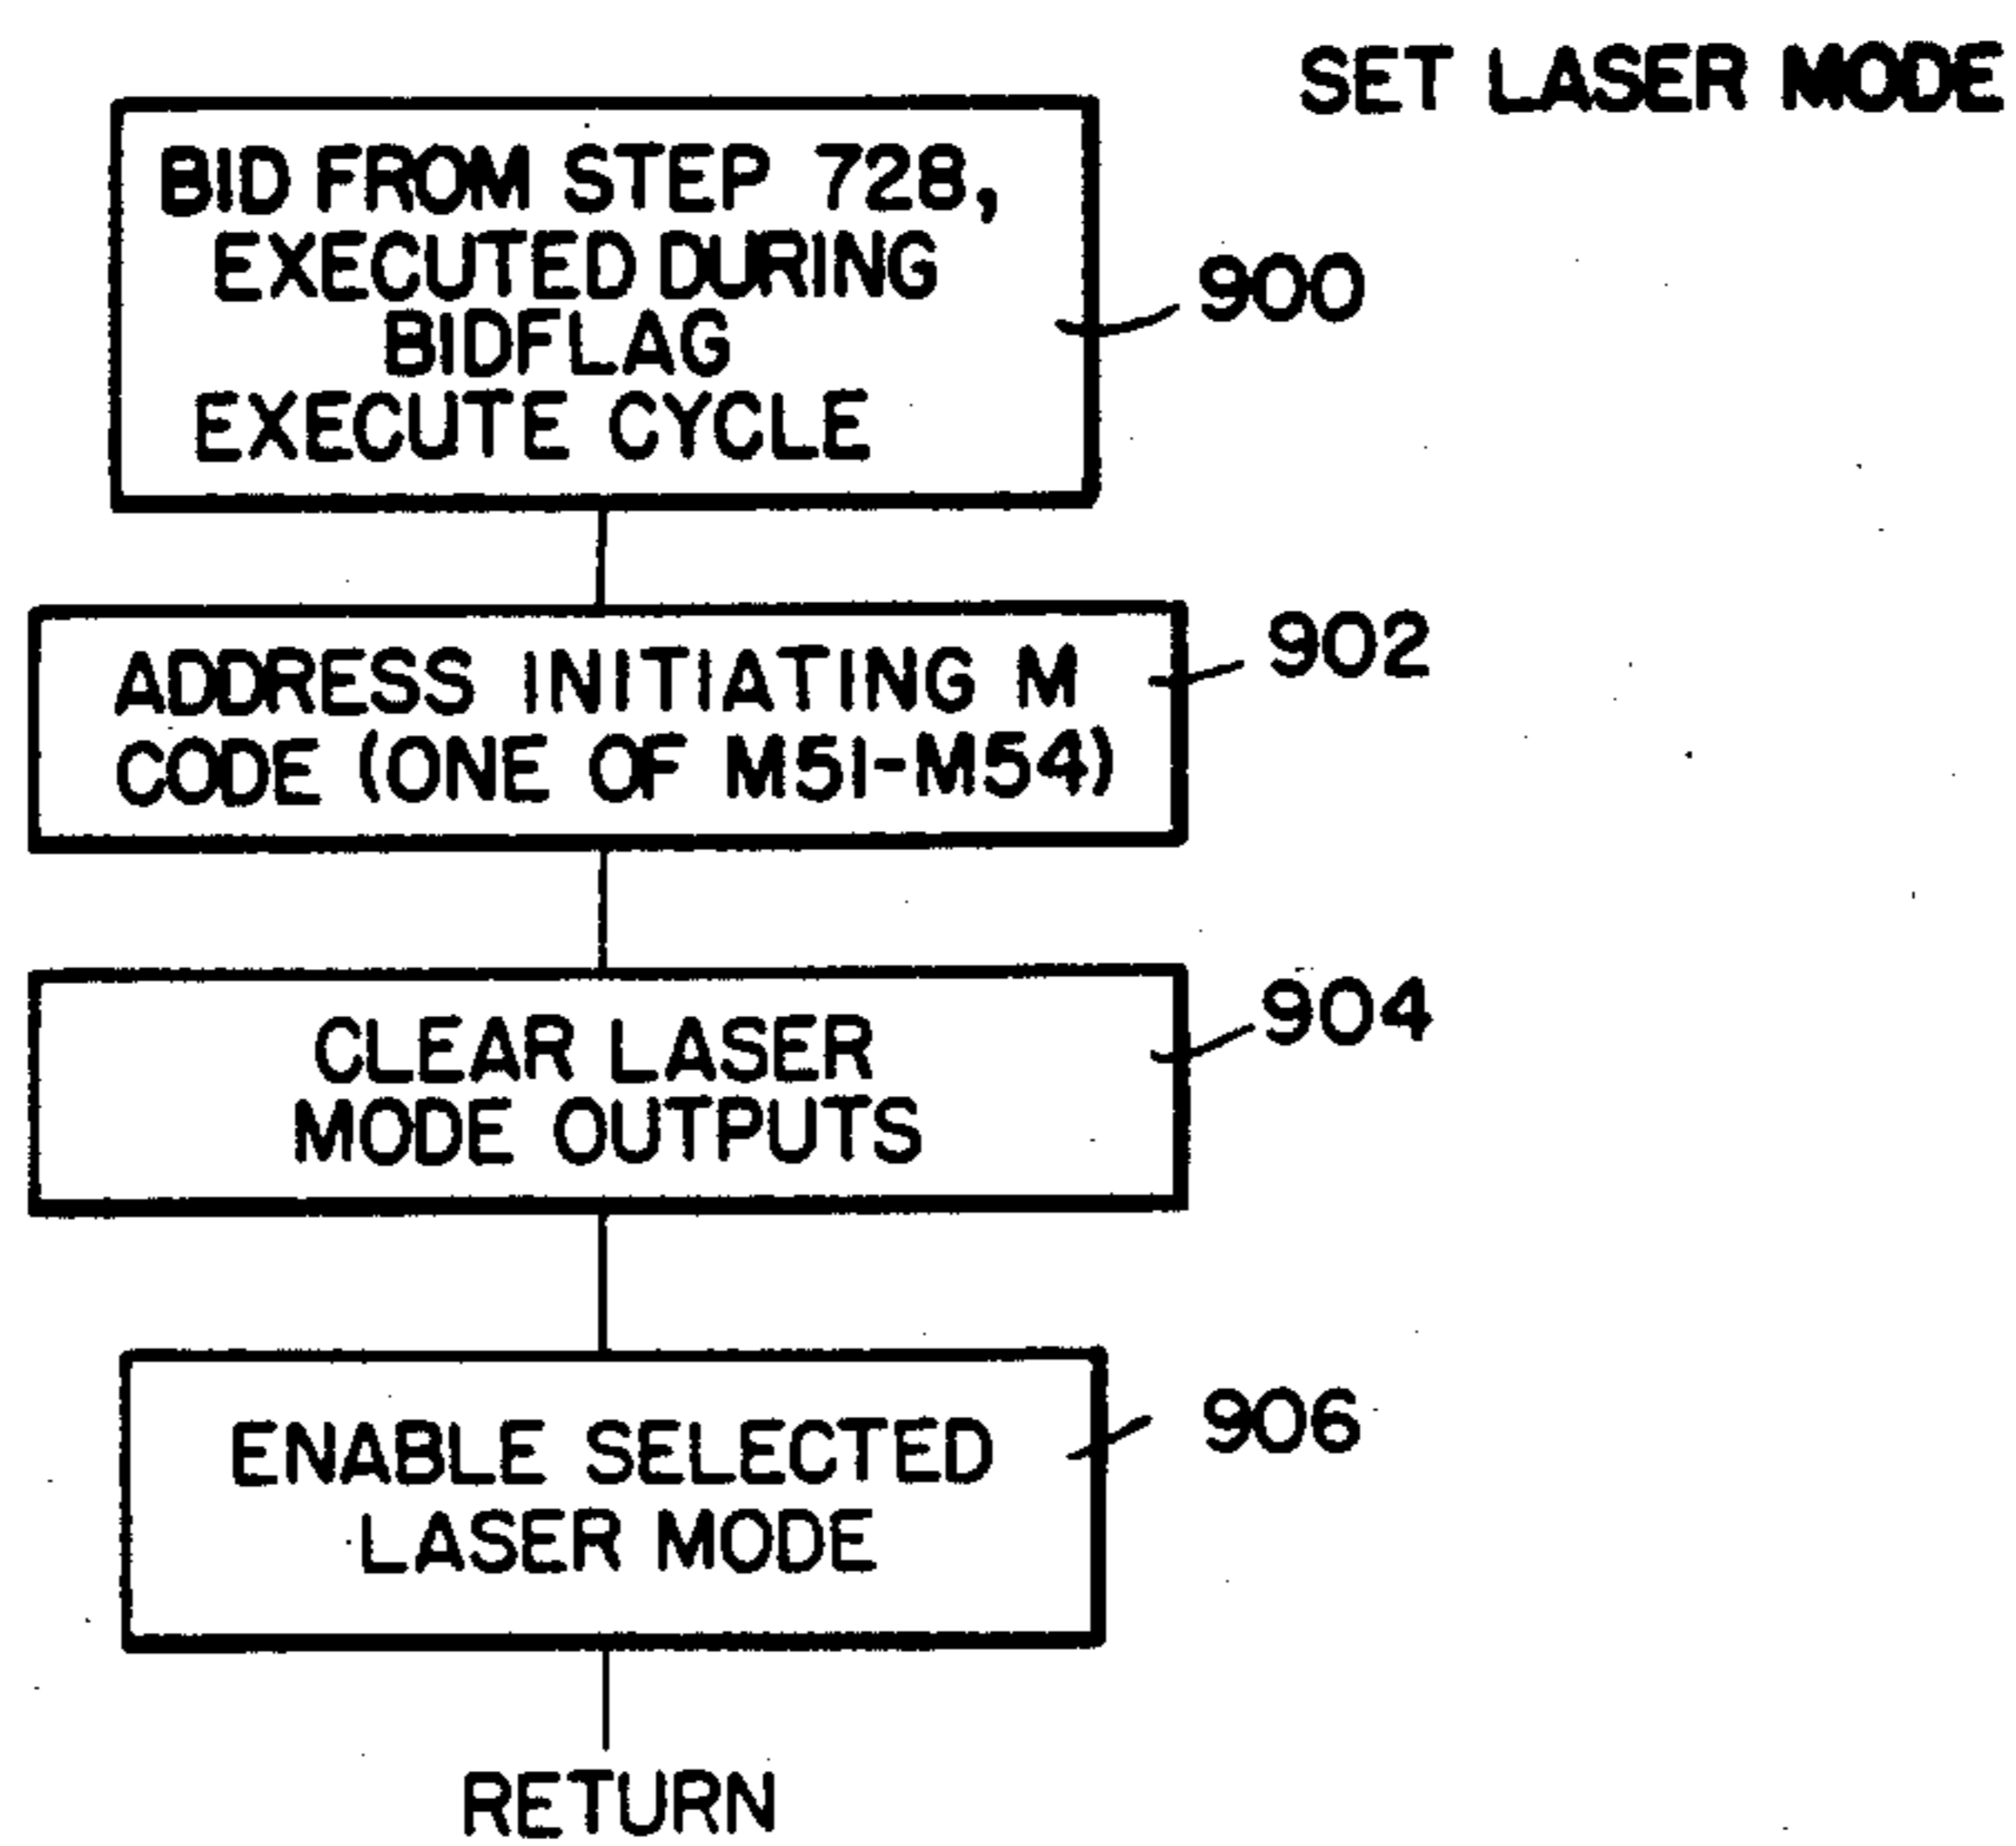 SET LASER MODE
BID FROM STEP 728,
EXECUTED DURING
BIDFLAG
EXECUTE CYCLE
900
ADDRESS INITIATING M
CODE (ONE OF M51-M54)
902
CLEAR LASER
MODE OUTPUTS
904
ENABLE SELECTED
LASER MODE
906
RETURN